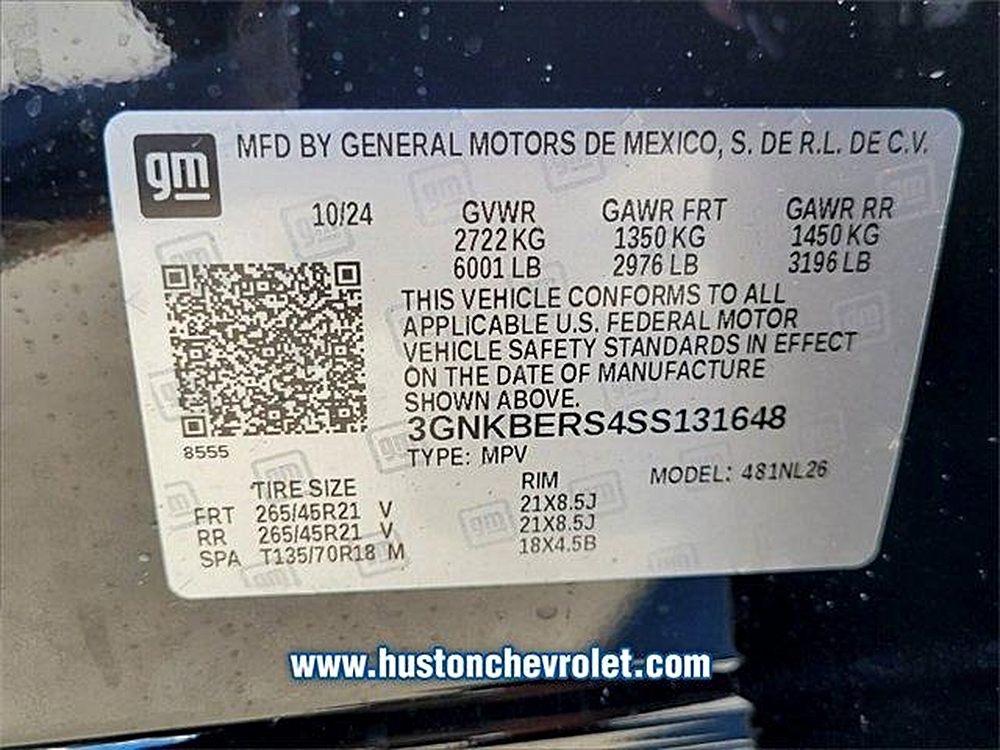 gm MFD BY GENERAL MOTORS DE MEXICO, S. DE R.L. DE C.V.
10/24 GVWR GAWR FRT GAWR RR
2722 KG 1350 KG 1450 KG
6001 LB 2976 LB 3196 LB
THIS VEHICLE CONFORMS TO ALL
APPLICABLE U.S. FEDERAL MOTOR
VEHICLE SAFETY STANDARDS IN EFFECT
ON THE DATE OF MANUFACTURE
SHOWN ABOVE.
3GNKBERS4SS131648
8555
TYPE: MPV
MODEL: 481NL26
TIRE SIZE RIM
FRT 265/45R21 V 21X8.5J
RR 265/45R21 V 21X8.5J
SPA T135/70R18 M 18X4.5B
www.hustonchevrolet.com